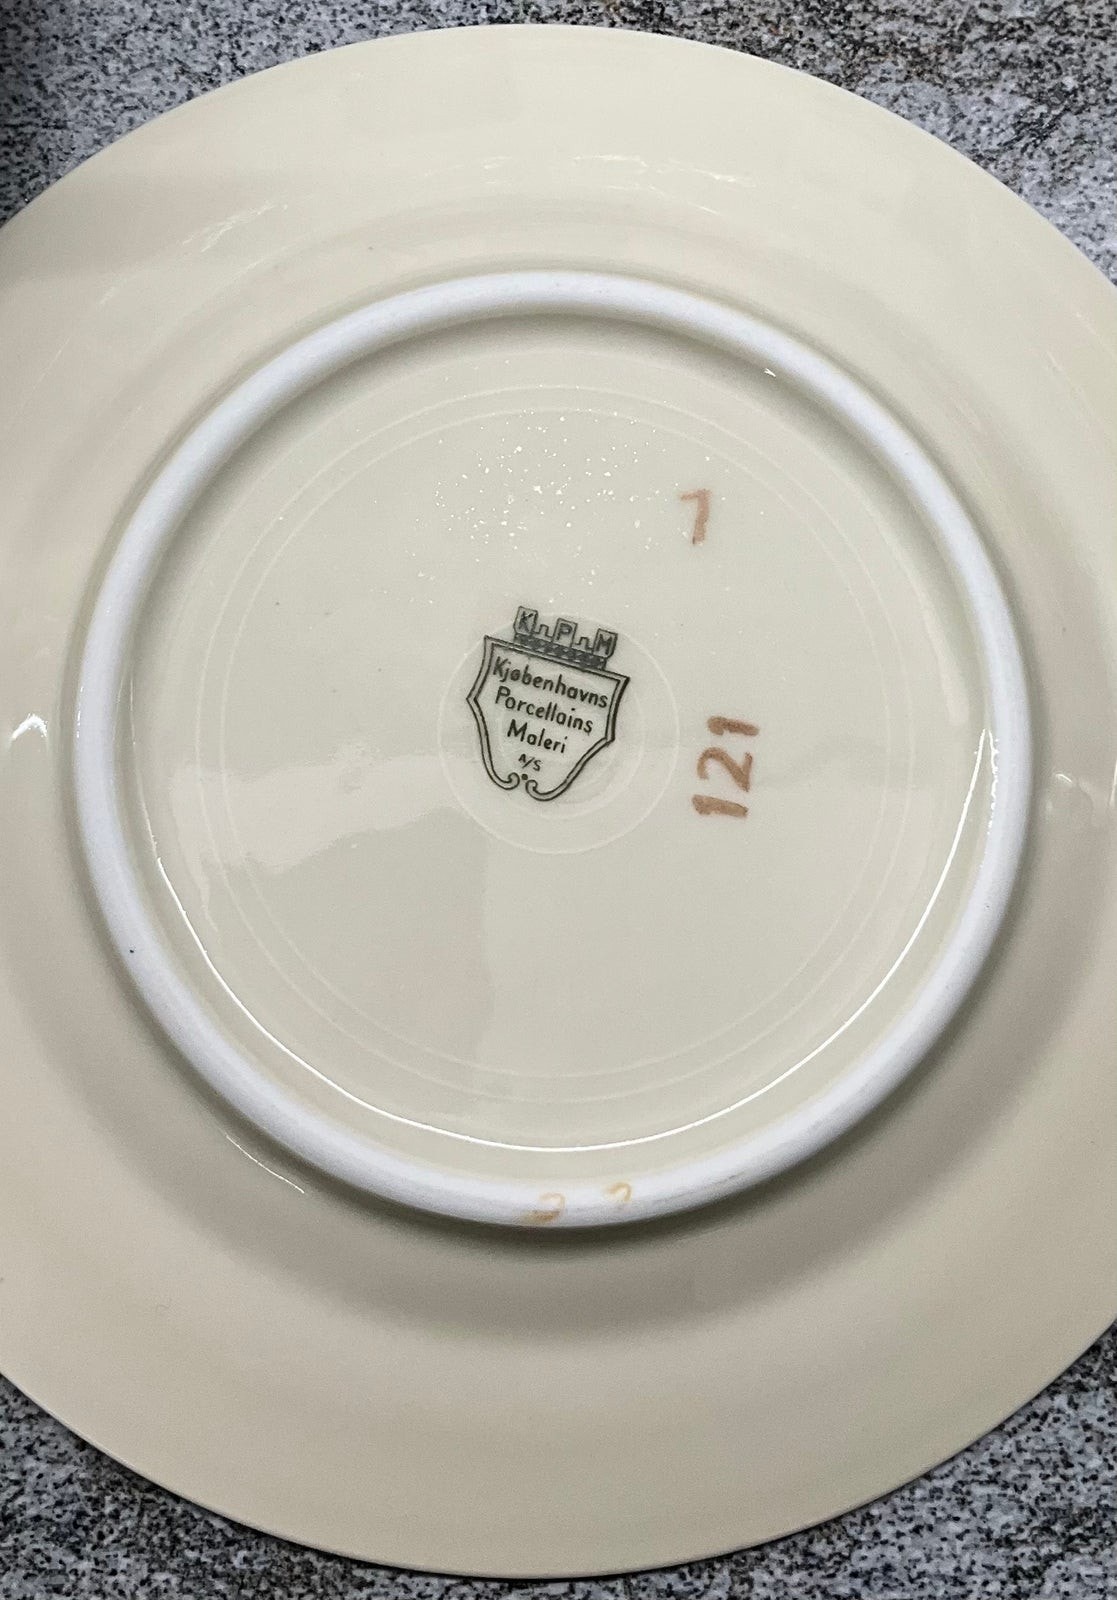 7
K P M
Kjøbenhavns
Porcellains
Maleri
A/S
121